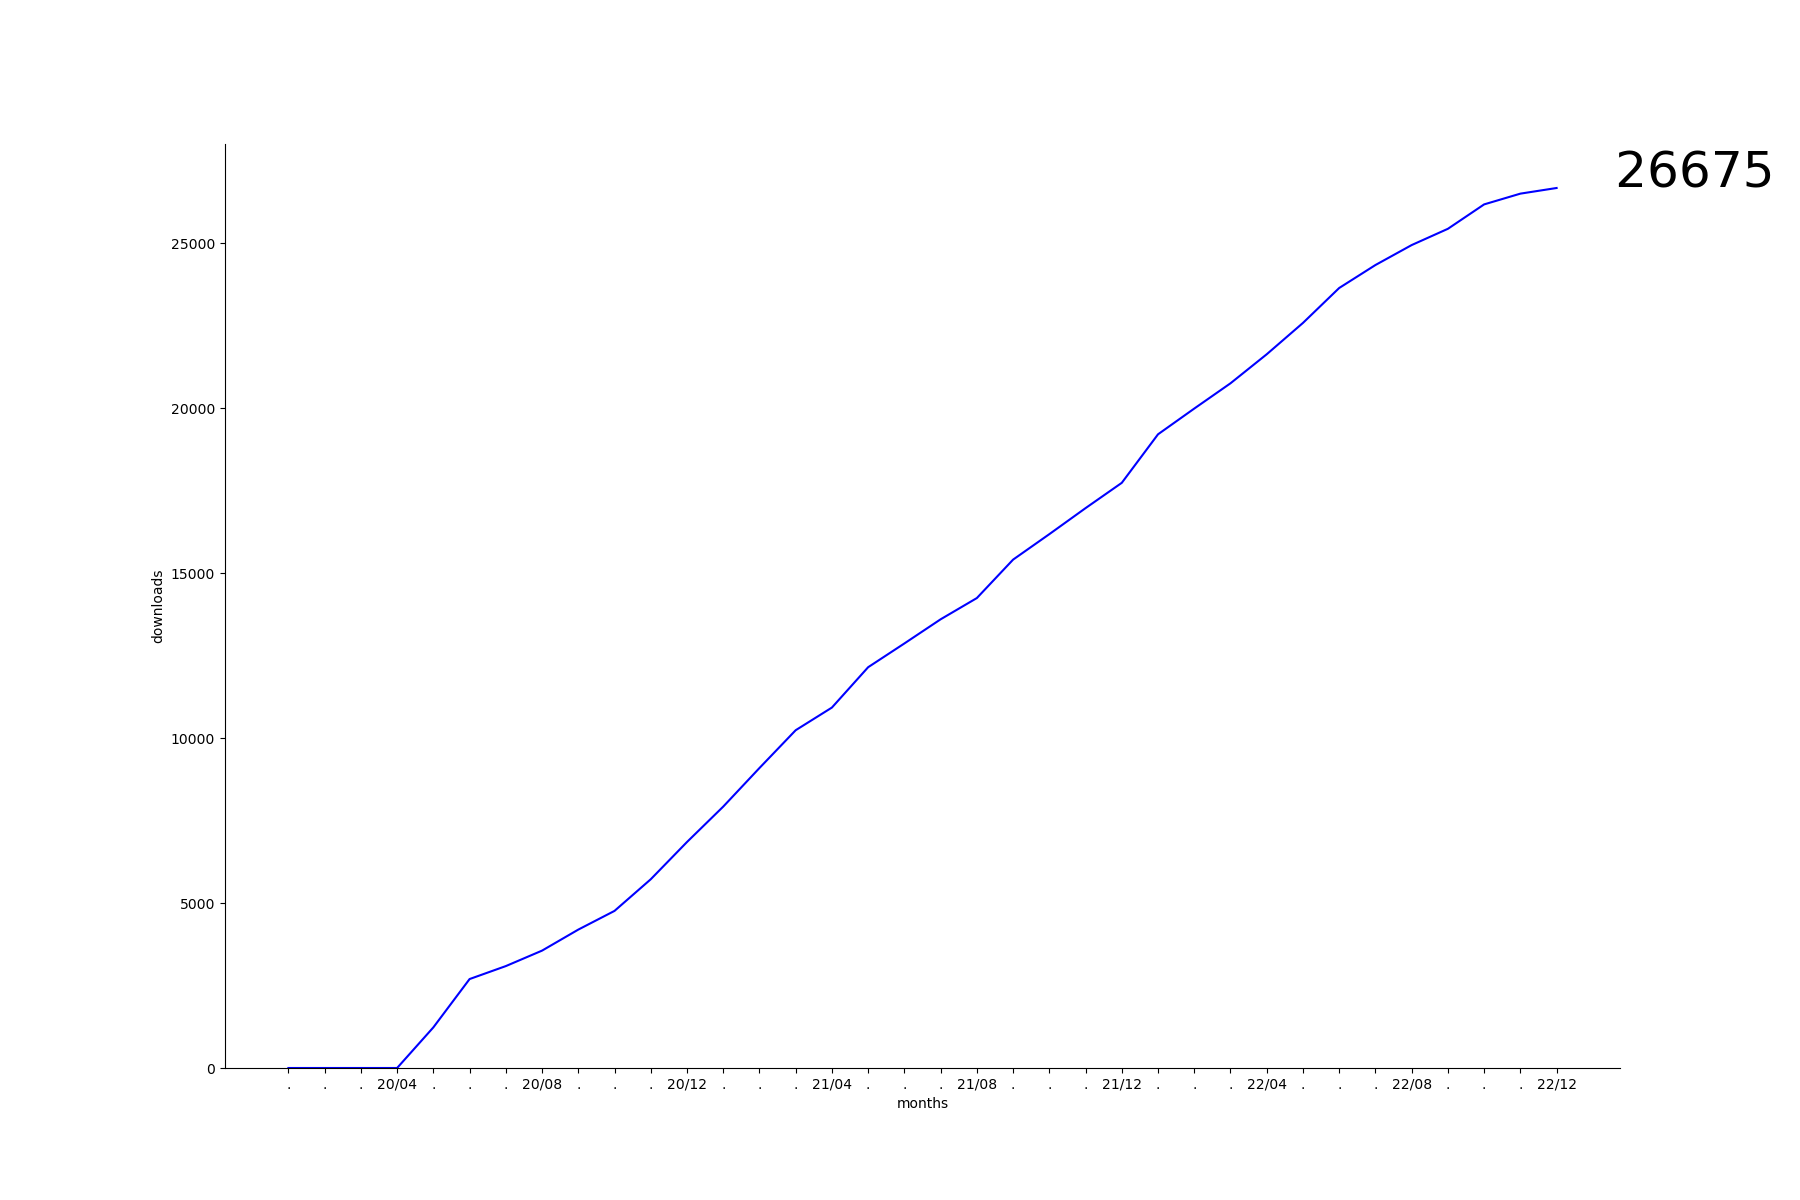 26675
25000
20000
15000
10000
5000
0
downloads
. . . 20/04 . . . 20/08 . . . 20/12 . . . 21/04 . . . 21/08 . . . 21/12 . . . 22/04 . . . 22/08 . . . 22/12
months